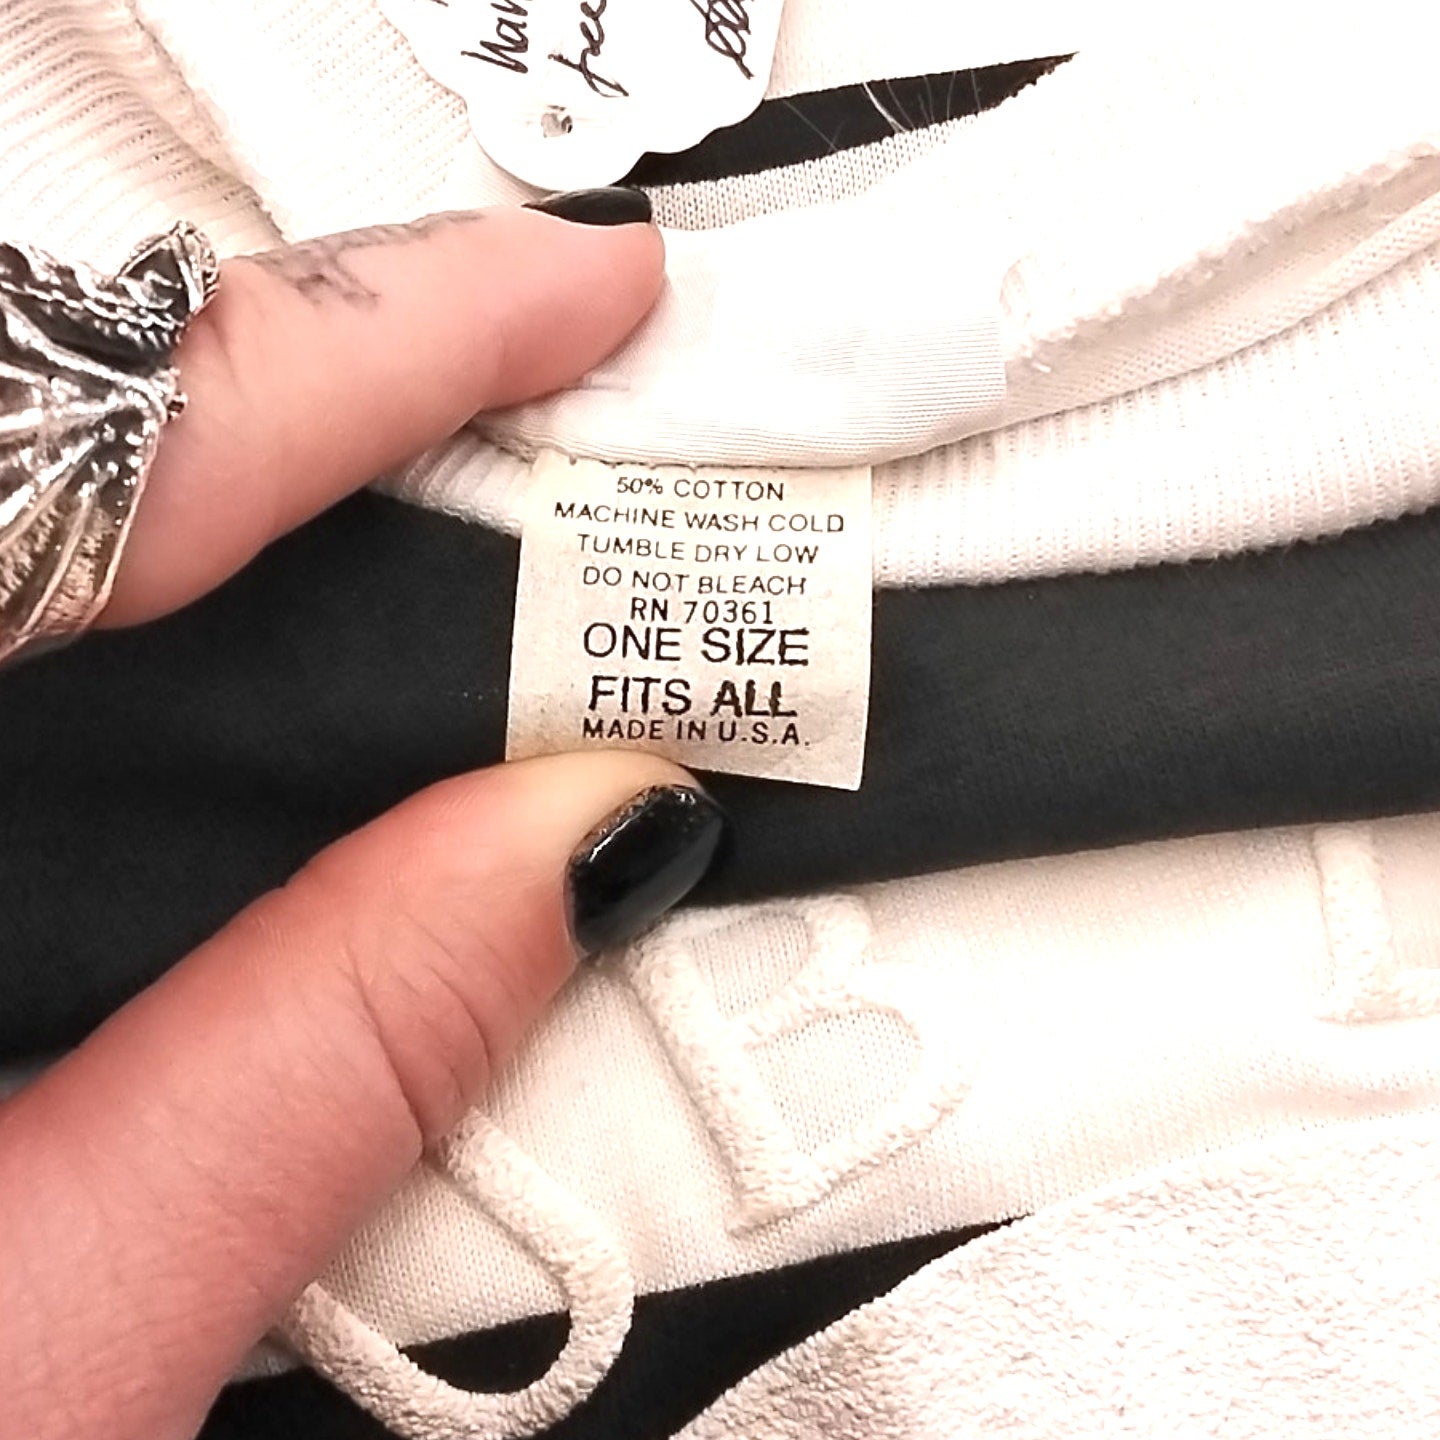 free
50% COTTON
MACHINE WASH COLD
TUMBLE DRY LOW
DO NOT BLEACH
RN 70361
ONE SIZE
FITS ALL
MADE IN U.S.A.